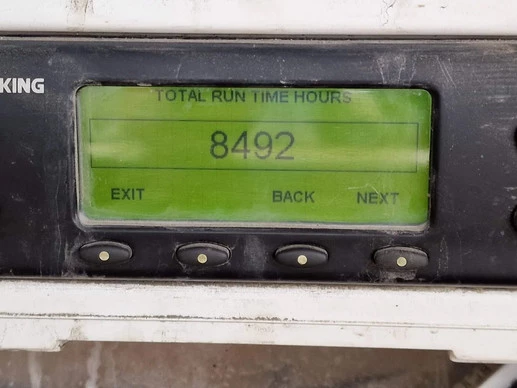 KING
TOTAL RUN TIME HOURS
8492
EXIT BACK NEXT